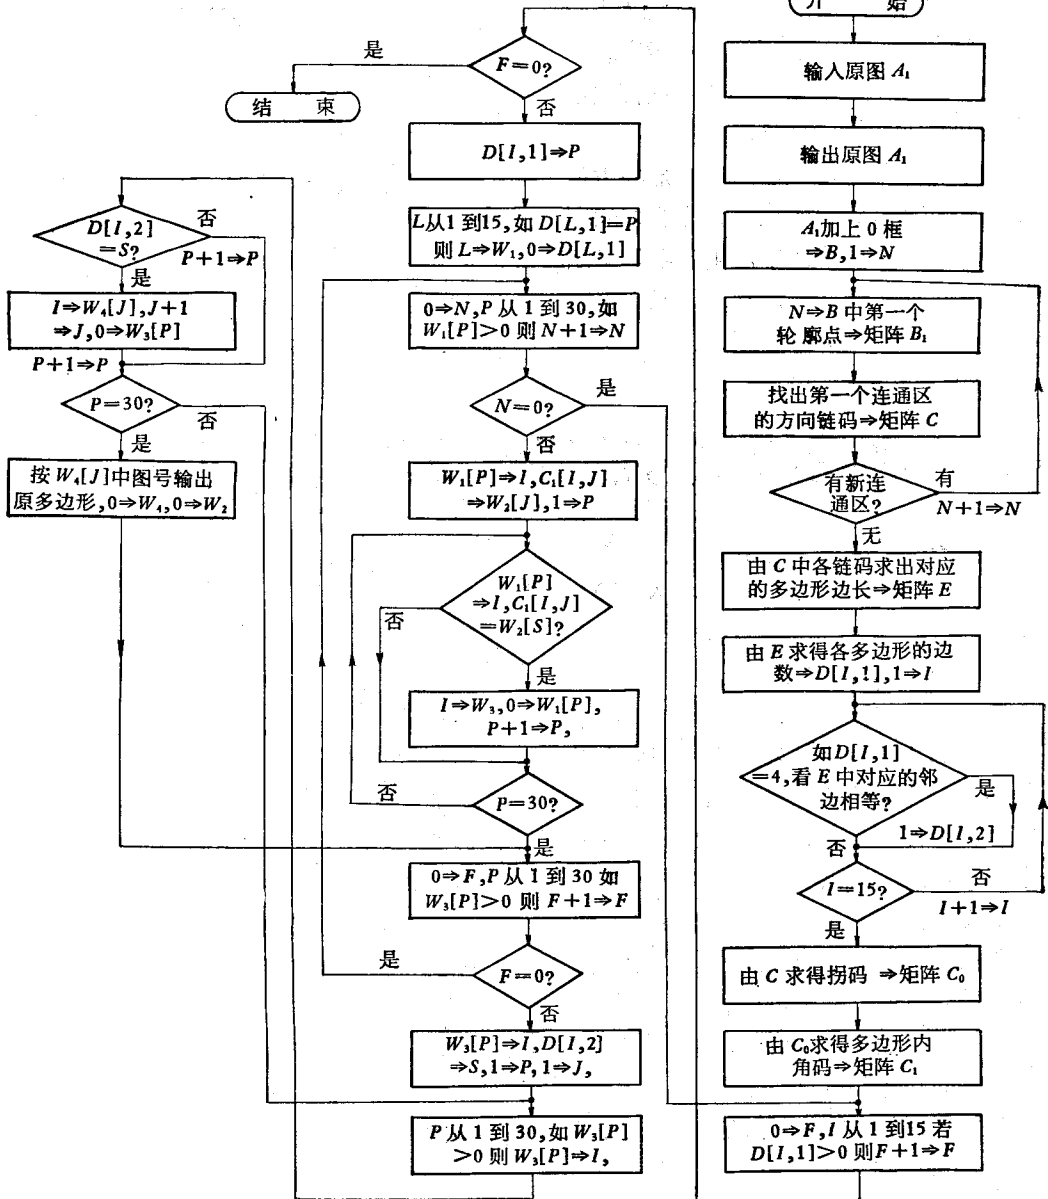 开 始
输入原图 A₁
输出原图 A₁
A₁加上 0 框
⇒B,1⇒N
N⇒B 中第一个
轮 廓点⇒矩阵 B₁
找出第一个连通区
的方向链码⇒矩阵 C
有新连
通区?
有
N+1⇒N
无
由 C 中各链码求出对应
的多边形边长⇒矩阵 E
由 E 求得各多边形的边
数⇒D[I,!],1⇒I
如D[I,1]
=4,看 E 中对应的邻
边相等?
是
1⇒D[I,2]
否
I=15?
否
I+1⇒I
是
由 C 求得拐码 ⇒矩阵 C₀
由 C₀求得多边形内
角码⇒矩阵 C₁
0⇒F,I 从 1 到15 若
D[I,1]>0 则F+1⇒F
F=0?
是
结 束
否
D[I,1]⇒P
L从1 到15,如 D[L,1]=P
则 L⇒W₁,0⇒D[L,1]
0⇒N,P 从 1 到 30,如
W₁[P]>0 则 N+1⇒N
N=0?
是
否
W₁[P]⇒I,C₁[I,J]
⇒W₂[J],1⇒P
W₁[P]
⇒I,C₁[I,J]
=W₂[S]?
否
是
I⇒W₃,0⇒W₁[P],
P+1⇒P,
P=30?
否
是
0⇒F,P 从 1 到 30 如
W₃[P]>0 则 F+1⇒F
F=0?
是
否
W₃[P]⇒I,D[I,2]
⇒S,1⇒P,1⇒J,
P 从 1 到 30,如 W₃[P]
>0 则 W₃[P]⇒I,
D[I,2]
=S?
否
P+1⇒P
是
I⇒W₄[J],J+1
⇒J,0⇒W₃[P]
P+1⇒P
P=30?
否
是
按 W₄[J]中图号输出
原多边形,0⇒W₄,0⇒W₂